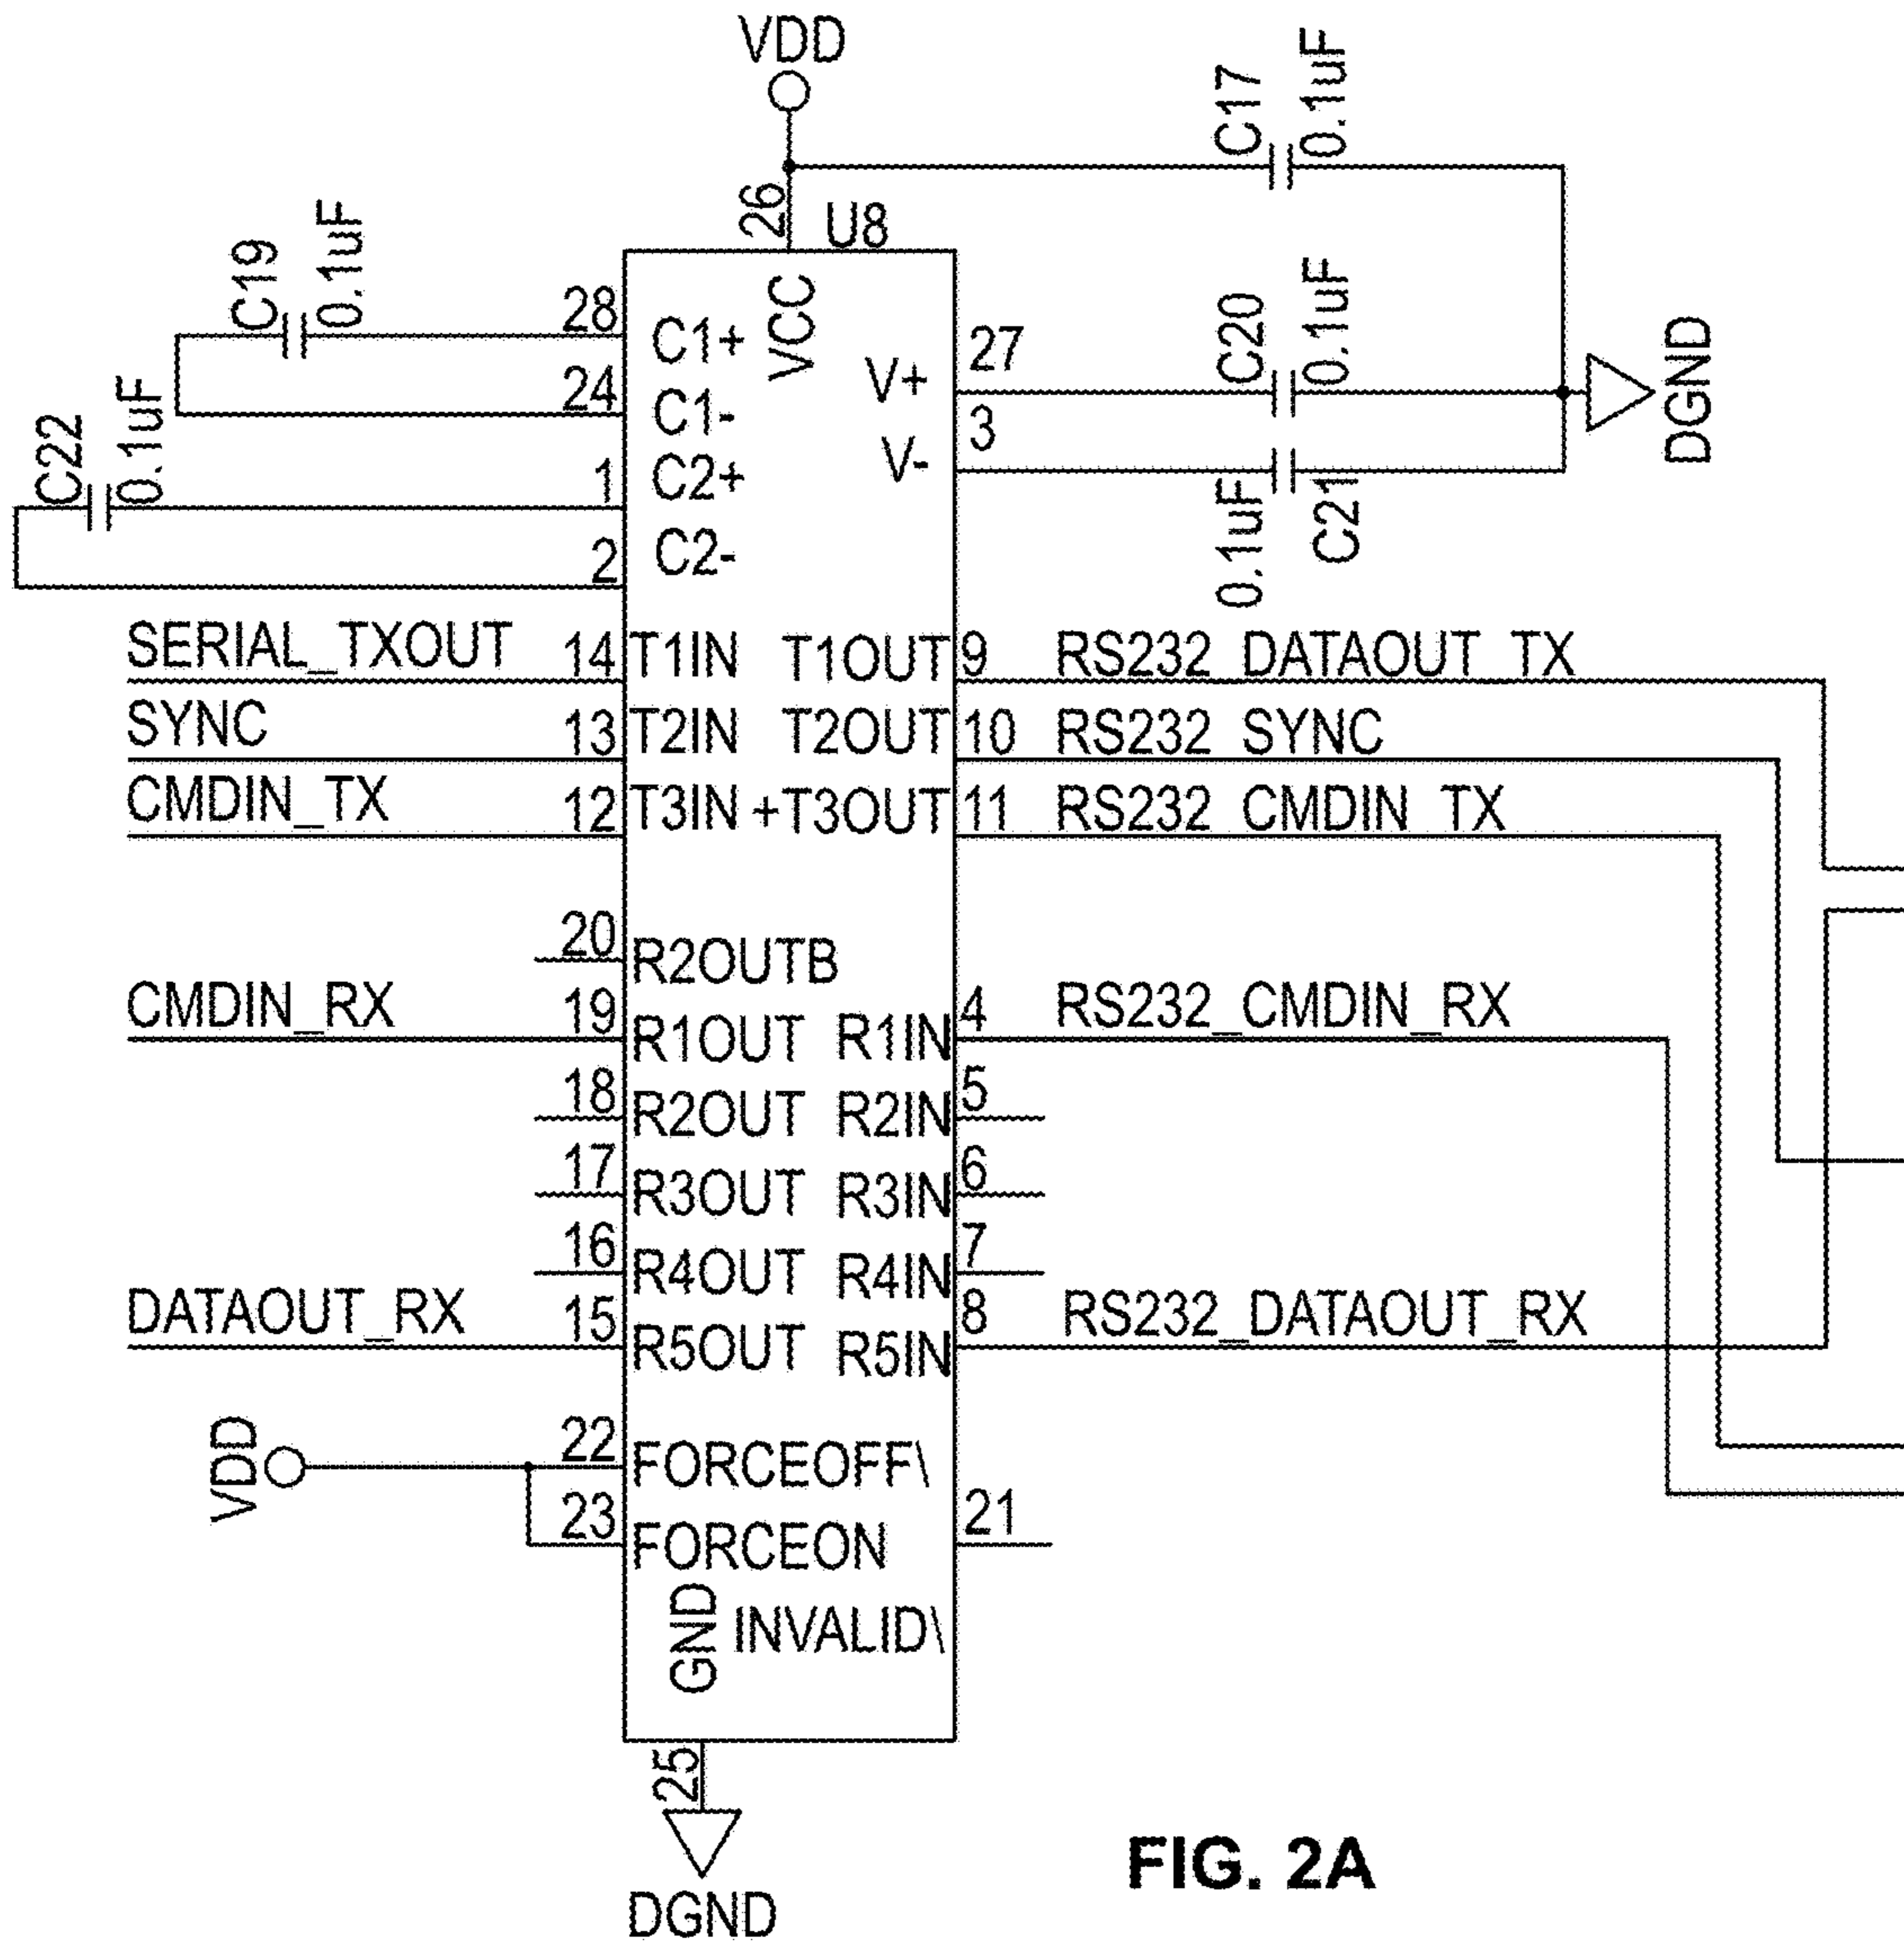 VDD
C17
0.1uF
26
U8
C19
0.1uF
28
C1+
VCC
27
V+
C20
0.1uF
DGND
24
C1-
3
V-
C22
0.1uF
1
C2+
0.1uF
C21
2
C2-
SERIAL_TXOUT 14 T1IN T1OUT 9 RS232_DATAOUT_TX
SYNC 13 T2IN T2OUT 10 RS232_SYNC
CMDIN_TX 12 T3IN +T3OUT 11 RS232_CMDIN_TX
20 R2OUTB
CMDIN_RX 19 R1OUT R1IN 4 RS232_CMDIN_RX
18 R2OUT R2IN 5
17 R3OUT R3IN 6
16 R4OUT R4IN 7
DATAOUT_RX 15 R5OUT R5IN 8 RS232_DATAOUT_RX
VDD
22 FORCEOFF\
23 FORCEON 21
GND
INVALID\
25
DGND
FIG. 2A